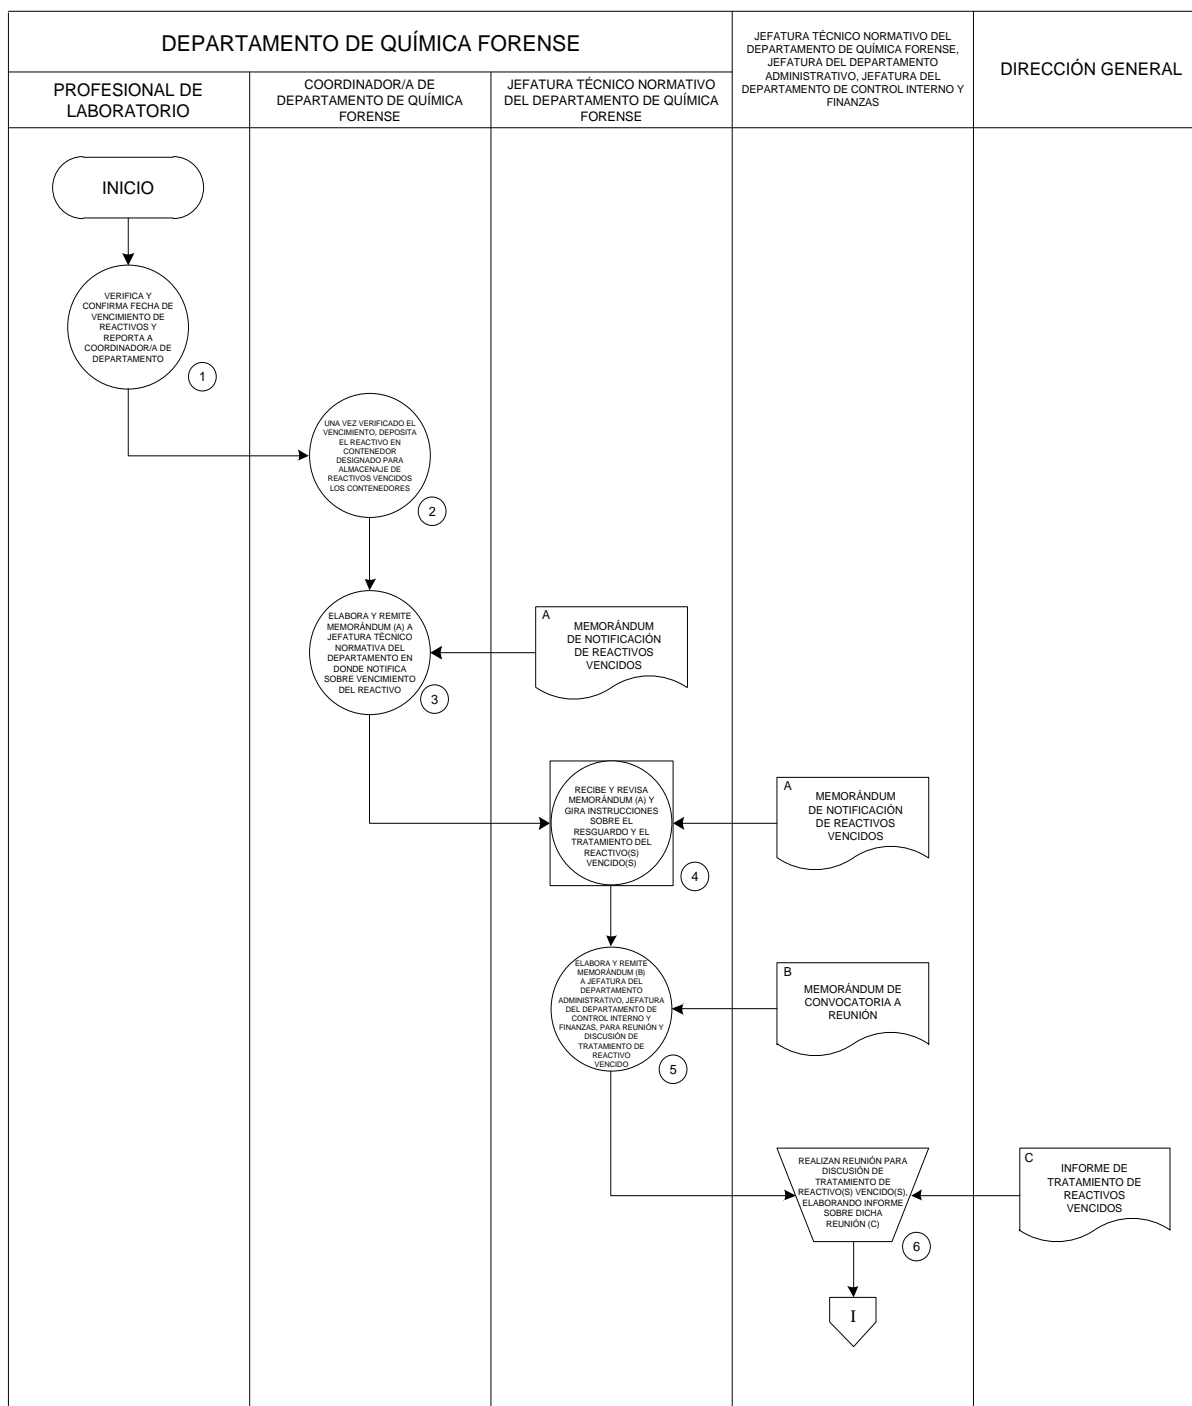 DEPARTAMENTO DE QUÍMICA FORENSE
JEFATURA TÉCNICO NORMATIVO DEL
DEPARTAMENTO DE QUÍMICA FORENSE,
JEFATURA DEL DEPARTAMENTO
ADMINISTRATIVO, JEFATURA DEL
DEPARTAMENTO DE CONTROL INTERNO Y
FINANZAS
DIRECCIÓN GENERAL
PROFESIONAL DE
LABORATORIO
COORDINADOR/A DE
DEPARTAMENTO DE QUÍMICA
FORENSE
JEFATURA TÉCNICO NORMATIVO
DEL DEPARTAMENTO DE QUÍMICA
FORENSE
INICIO
VERIFICA Y
CONFIRMA FECHA DE
VENCIMIENTO DE
REACTIVOS Y
REPORTA A
COORDINADOR/A DE
DEPARTAMENTO
1
UNA VEZ VERIFICADO EL
VENCIMIENTO, DEPOSITA
EL REACTIVO EN
CONTENEDOR
DESIGNADO PARA
ALMACENAJE DE
REACTIVOS VENCIDOS
LOS CONTENEDORES
2
ELABORA Y REMITE
MEMORÁNDUM (A) A
JEFATURA TÉCNICO
NORMATIVA DEL
DEPARTAMENTO EN
DONDE NOTIFICA
SOBRE VENCIMIENTO
DEL REACTIVO
3
A
MEMORÁNDUM
DE NOTIFICACIÓN
DE REACTIVOS
VENCIDOS
RECIBE Y REVISA
MEMORÁNDUM (A) Y
GIRA INSTRUCCIONES
SOBRE EL
RESGUARDO Y EL
TRATAMIENTO DEL
REACTIVO(S)
VENCIDO(S)
4
A
MEMORÁNDUM
DE NOTIFICACIÓN
DE REACTIVOS
VENCIDOS
ELABORA Y REMITE
MEMORÁNDUM (B)
A JEFATURA DEL
DEPARTAMENTO
ADMINISTRATIVO, JEFATURA
DEL DEPARTAMENTO DE
CONTROL INTERNO Y
FINANZAS, PARA REUNIÓN Y
DISCUSIÓN DE
TRATAMIENTO DE
REACTIVO
VENCIDO
5
B
MEMORÁNDUM DE
CONVOCATORIA A
REUNIÓN
REALIZAN REUNIÓN PARA
DISCUSIÓN DE
TRATAMIENTO DE
REACTIVO(S) VENCIDO(S),
ELABORANDO INFORME
SOBRE DICHA
REUNIÓN (C)
6
C
INFORME DE
TRATAMIENTO DE
REACTIVOS
VENCIDOS
I